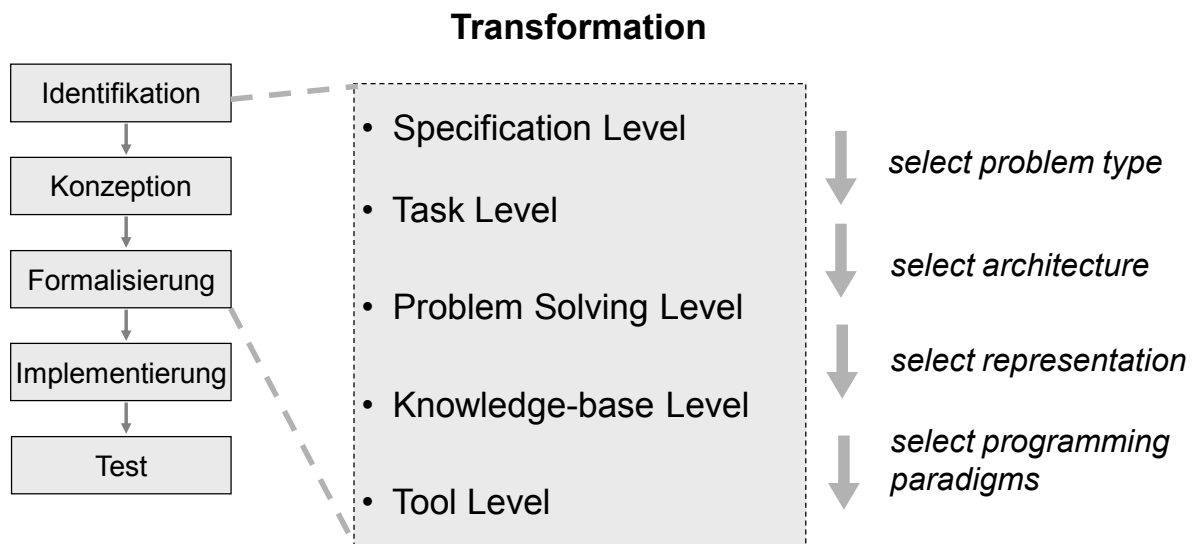 Transformation
Identifikation
Konzeption
Formalisierung
Implementierung
Test
• Specification Level
• Task Level
• Problem Solving Level
• Knowledge-base Level
• Tool Level
select problem type
select architecture
select representation
select programming
paradigms